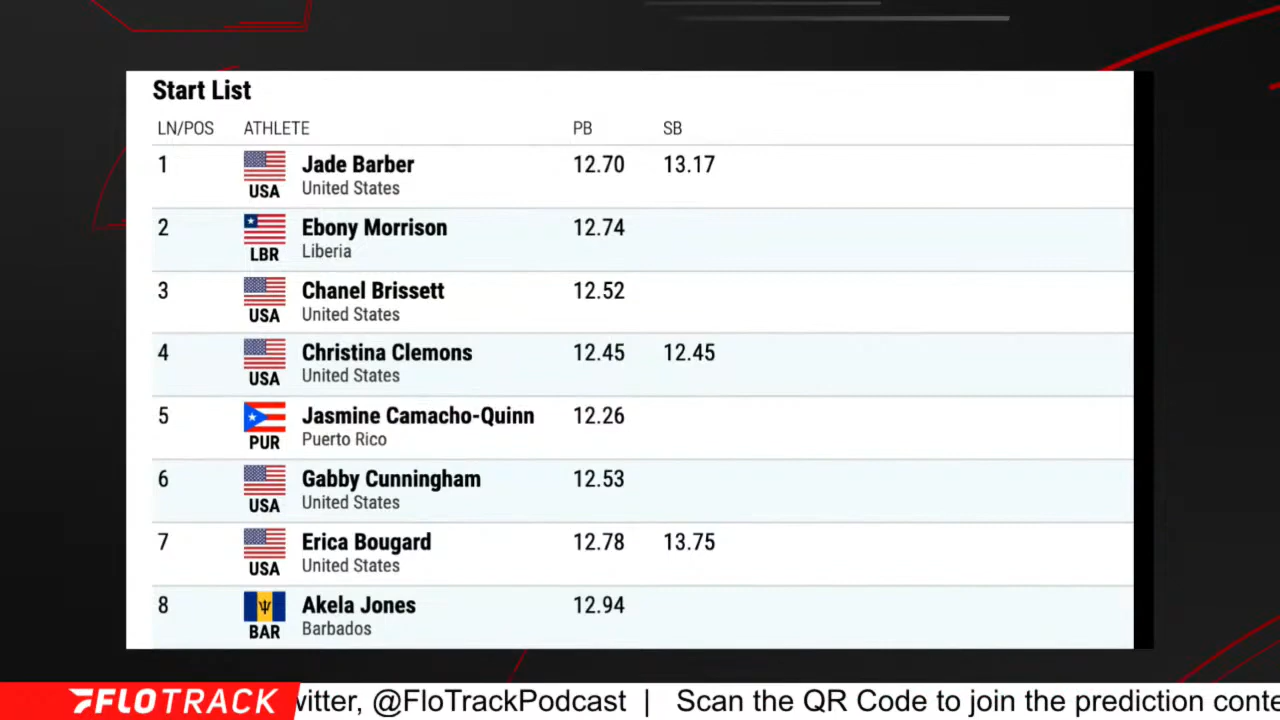 Start List
LN/POS ATHLETE PB SB
1 Jade Barber 12.70 13.17
USA United States
2 Ebony Morrison 12.74
LBR Liberia
3 Chanel Brissett 12.52
USA United States
4 Christina Clemons 12.45 12.45
USA United States
5 Jasmine Camacho-Quinn 12.26
PUR Puerto Rico
6 Gabby Cunningham 12.53
USA United States
7 Erica Bougard 12.78 13.75
USA United States
8 Akela Jones 12.94
BAR Barbados
FLOTRACK witter, @FloTrackPodcast | Scan the QR Code to join the prediction conte